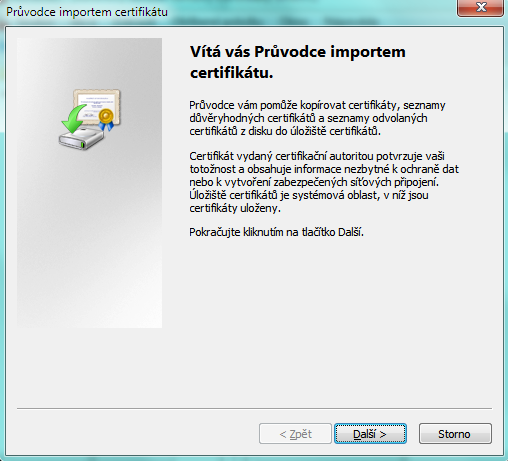 Průvodce importem certifikátu
Vítá vás Průvodce importem
certifikátu.
Průvodce vám pomůže kopírovat certifikáty, seznamy
důvěryhodných certifikátů a seznamy odvolaných
certifikátů z disku do úložiště certifikátů.
Certifikát vydaný certifikační autoritou potvrzuje vaši
totožnost a obsahuje informace nezbytné k ochraně dat
nebo k vytvoření zabezpečených síťových připojení.
Úložiště certifikátů je systémová oblast, v níž jsou
certifikáty uloženy.
Pokračujte kliknutím na tlačítko Další.
< Zpět
Další >
Storno